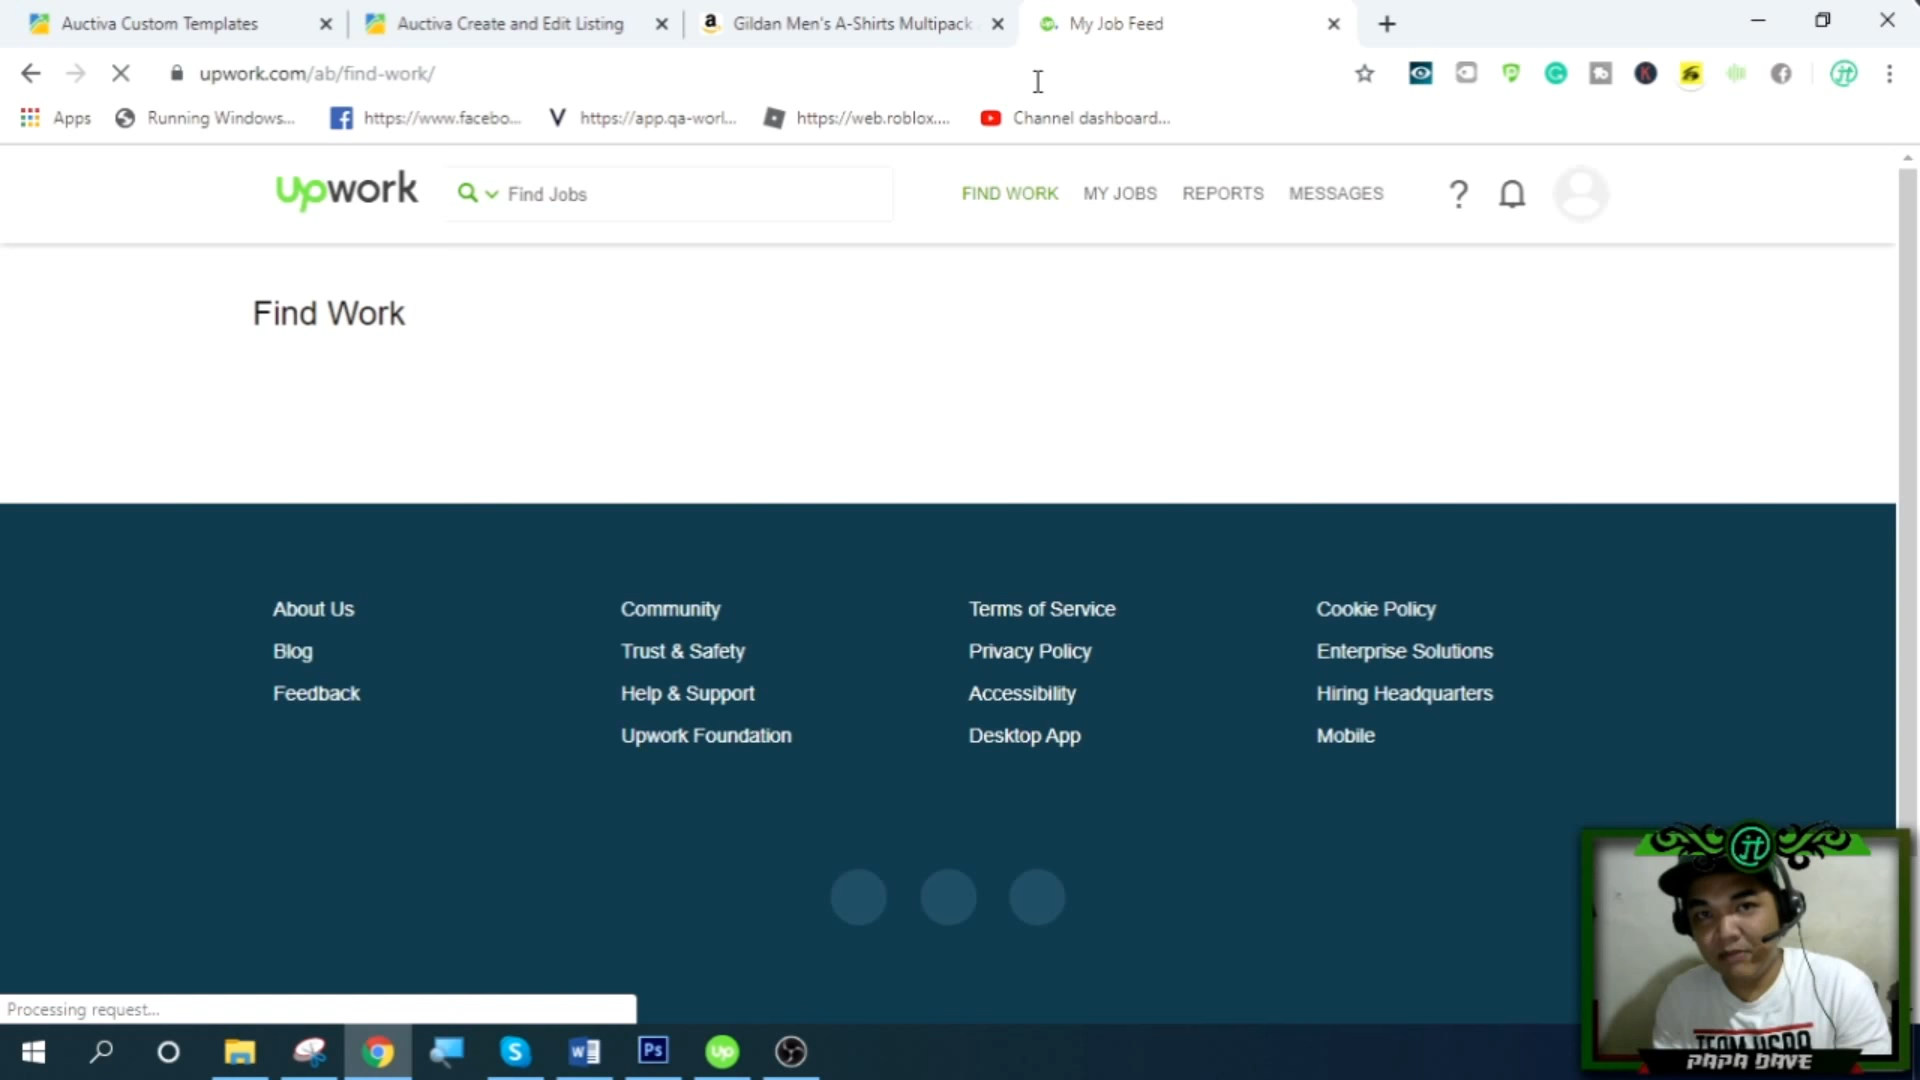 Auctiva Custom Templates
Auctiva Create and Edit Listing
Gildan Men's A-Shirts Multipack
My Job Feed
upwork.com/ab/find-work/
Apps
Running Windows...
https://www.facebo...
https://app.qa-worl...
https://web.roblox....
Channel dashboard...
upwork
Find Jobs
FIND WORK
MY JOBS
REPORTS
MESSAGES
Find Work
About Us
Community
Terms of Service
Cookie Policy
Blog
Trust & Safety
Privacy Policy
Enterprise Solutions
Feedback
Help & Support
Accessibility
Hiring Headquarters
Upwork Foundation
Desktop App
Mobile
Processing request...
PAPA DAVE